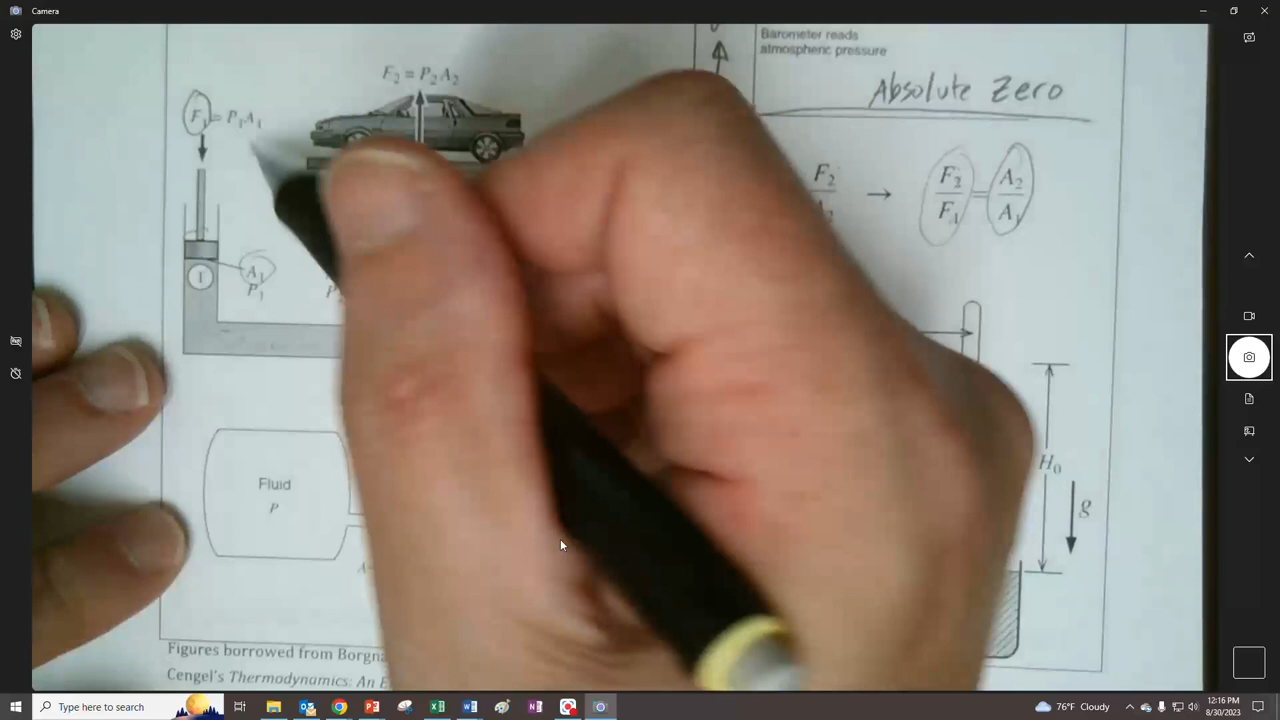 Camera
Barometer reads
atmospheric pressure
Absolute Zero
F₂ = P₂A₂
F₁ = P₁A₁
F₂
→
F₂ = A₂
F₁ A₁
1
A₁
P₁
H₀
g
Fluid
P
Figures borrowed from
Cengel's Thermodynamics: An
Type here to search
76°F Cloudy
12:16 PM
8/30/2023